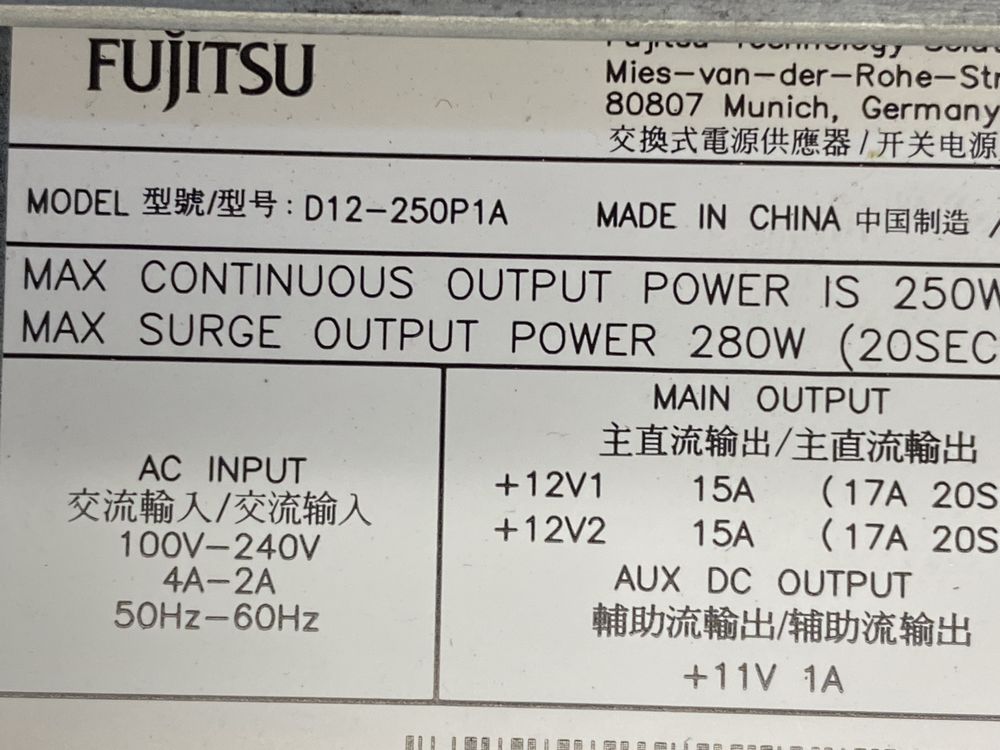 FUJITSU
Fujitsu Technology
Mies-van-der-Rohe-Str
80807 Munich, Germany
交換式電源供應器/开关电源
MODEL 型號/型号: D12-250P1A MADE IN CHINA 中国制造 /
MAX CONTINUOUS OUTPUT POWER IS 250W
MAX SURGE OUTPUT POWER 280W (20SEC
AC INPUT
交流輸入/交流输入
100V-240V
4A-2A
50Hz-60Hz
MAIN OUTPUT
主直流输出/主直流輸出
+12V1 15A (17A 20S
+12V2 15A (17A 20S
AUX DC OUTPUT
輔助流輸出/辅助流输出
+11V 1A